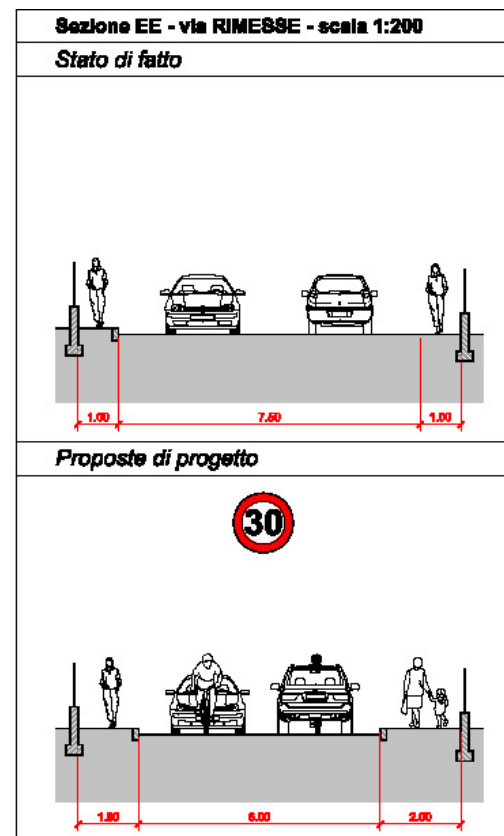 Sezione EE - via RIMESSE - scala 1:200
Stato di fatto
1.00 7.50 1.00
Proposte di progetto
30
1.50 6.00 2.00